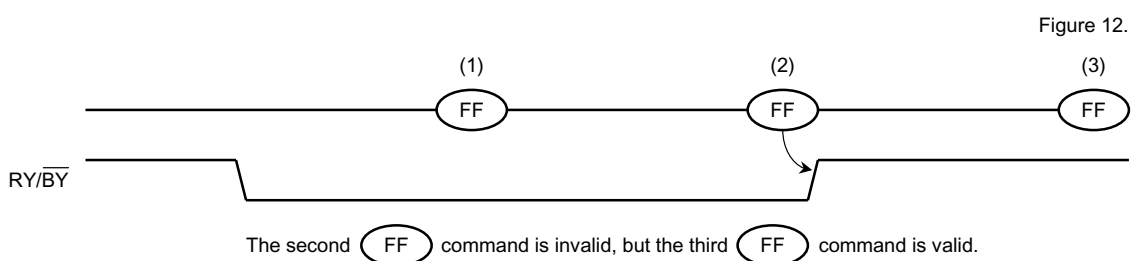 Figure 12.
(1) (2) (3)
FF FF FF
RY/B̅Y̅
The second FF command is invalid, but the third FF command is valid.